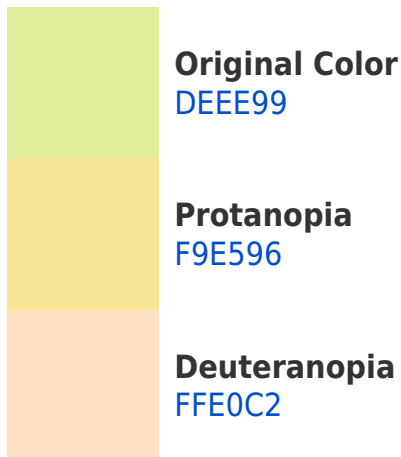 Original Color
DEEE99
Protanopia
F9E596
Deuteranopia
FFE0C2